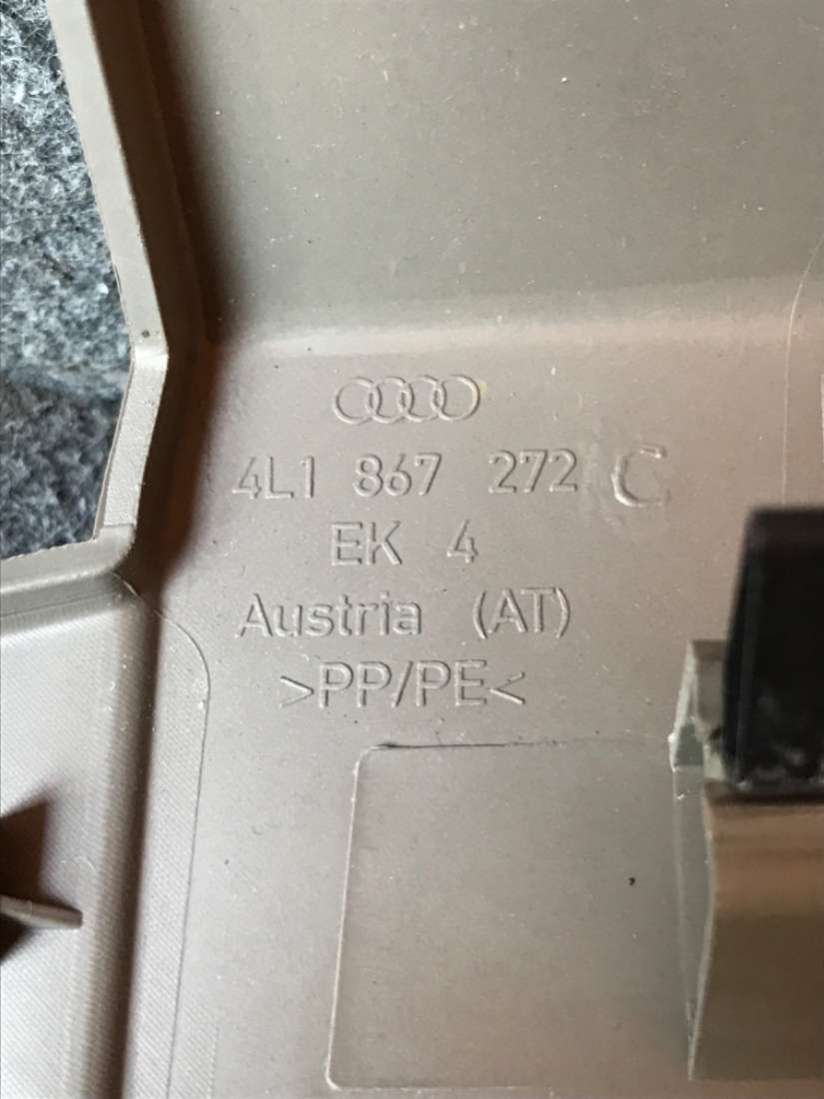 4L1 867 272 C
EK 4
Austria (AT)
>PP/PE<